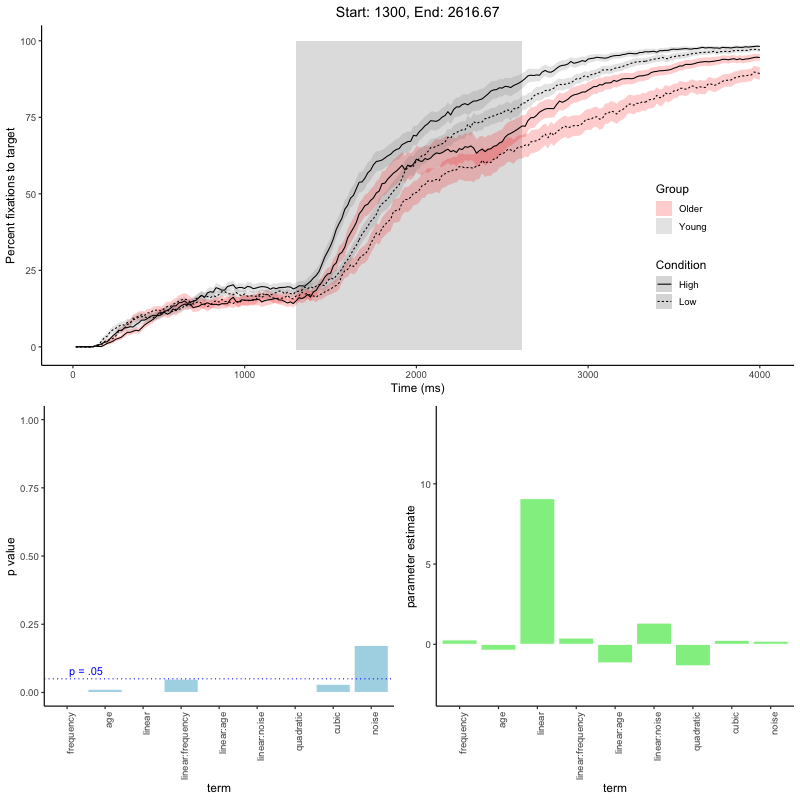 Start: 1300, End: 2616.67
Percent fixations to target
100
75
50
25
0
0 1000 2000 3000 4000
Time (ms)
Group
Older
Young
Condition
High
Low
p value
1.00
0.75
0.50
0.25
0.00
p = .05
frequency
age
linear
linear:frequency
linear:age
linear:noise
quadratic
cubic
noise
term
parameter estimate
10
5
0
frequency
age
linear
linear:frequency
linear:age
linear:noise
quadratic
cubic
noise
term